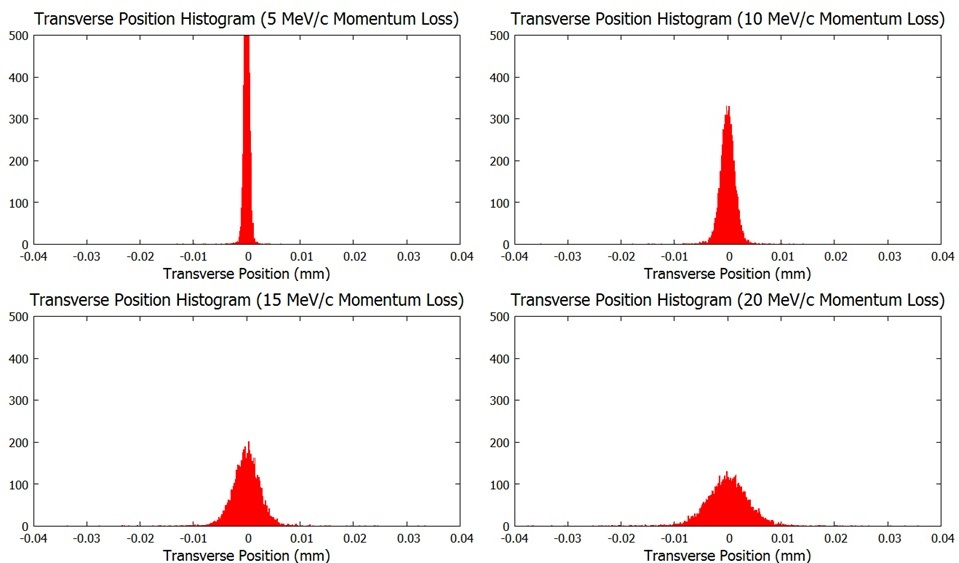 Transverse Position Histogram (5 MeV/c Momentum Loss)
500
400
300
200
100
0
-0.04 -0.03 -0.02 -0.01 0 0.01 0.02 0.03 0.04
Transverse Position (mm)
Transverse Position Histogram (10 MeV/c Momentum Loss)
500
400
300
200
100
0
-0.04 -0.03 -0.02 -0.01 0 0.01 0.02 0.03 0.04
Transverse Position (mm)
Transverse Position Histogram (15 MeV/c Momentum Loss)
500
400
300
200
100
0
-0.04 -0.03 -0.02 -0.01 0 0.01 0.02 0.03 0.04
Transverse Position (mm)
Transverse Position Histogram (20 MeV/c Momentum Loss)
500
400
300
200
100
0
-0.04 -0.03 -0.02 -0.01 0 0.01 0.02 0.03 0.04
Transverse Position (mm)